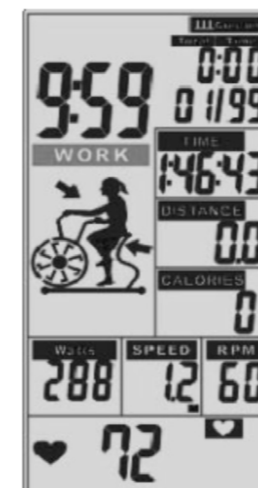 9:59
0:00
01/99
WORK
TIME
1:46:43
DISTANCE
0.0
CALORIES
0
Watts SPEED RPM
288 1.2 60
72